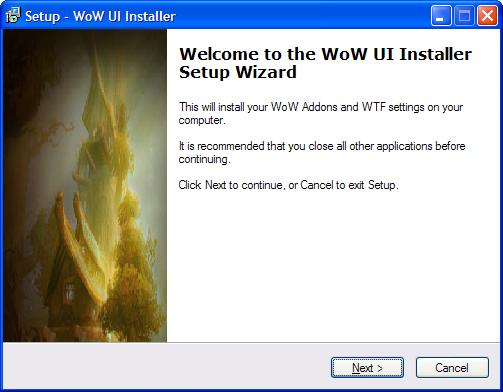 Setup - WoW UI Installer
Welcome to the WoW UI Installer
Setup Wizard
This will install your WoW Addons and WTF settings on your
computer.
It is recommended that you close all other applications before
continuing.
Click Next to continue, or Cancel to exit Setup.
Next >
Cancel